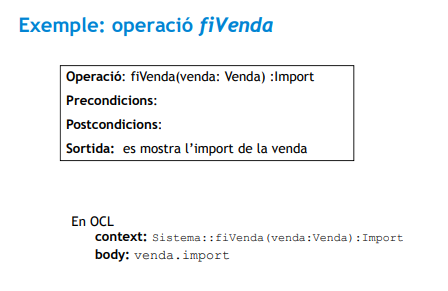 Exemple: operació fiVenda
Operació: fiVenda(venda: Venda) :Import
Precondicions:
Postcondicions:
Sortida: es mostra l'import de la venda
En OCL
context: Sistema::fiVenda(venda:Venda):Import
body: venda.import